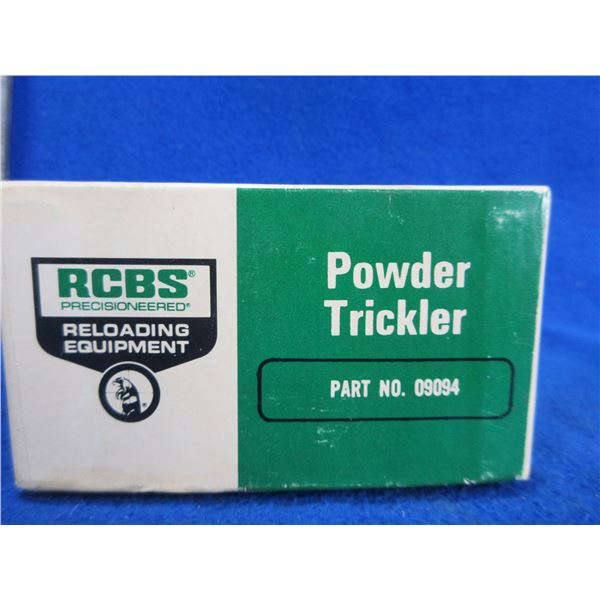 RCBS®
PRECISIONEERED®
RELOADING
EQUIPMENT
®
Powder
Trickler
PART NO. 09094